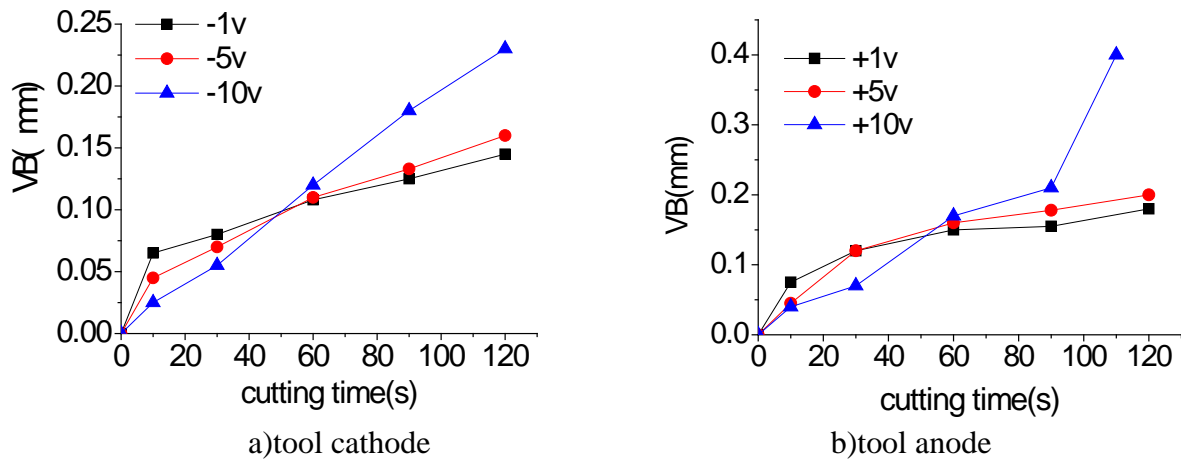 0.25
0.20
0.15
0.10
0.05
0.00
VB( mm)
-1v
-5v
-10v
0 20 40 60 80 100 120
cutting time(s)
a)tool cathode
0.4
0.3
0.2
0.1
0.0
VB(mm)
+1v
+5v
+10v
0 20 40 60 80 100 120
cutting time(s)
b)tool anode